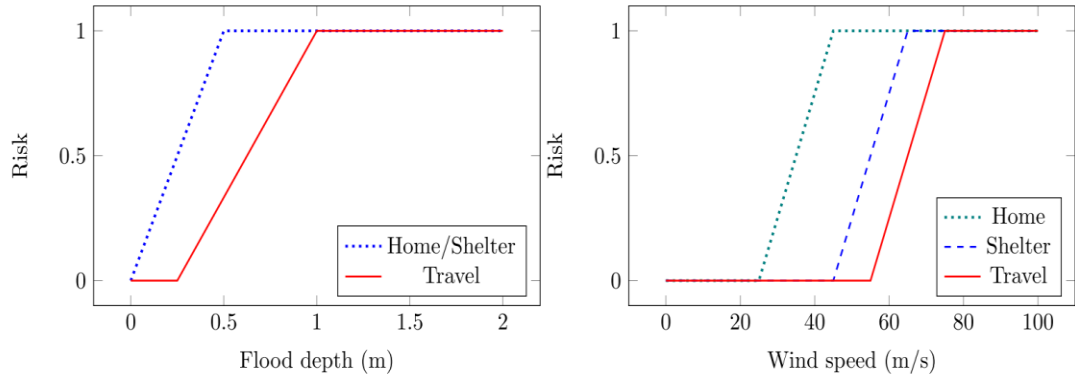 1
0.5
0
Risk
0
0.5
1
1.5
2
Flood depth (m)
Home/Shelter
Travel
1
0.5
0
Risk
0
20
40
60
80
100
Wind speed (m/s)
Home
Shelter
Travel